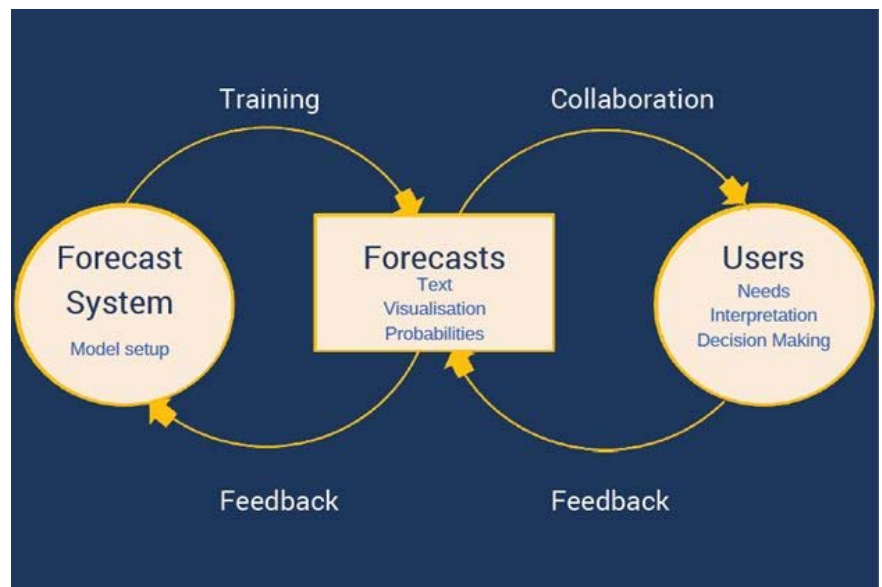 Training
Collaboration
Forecast
System
Model setup
Forecasts
Text
Visualisation
Probabilities
Users
Needs
Interpretation
Decision Making
Feedback
Feedback